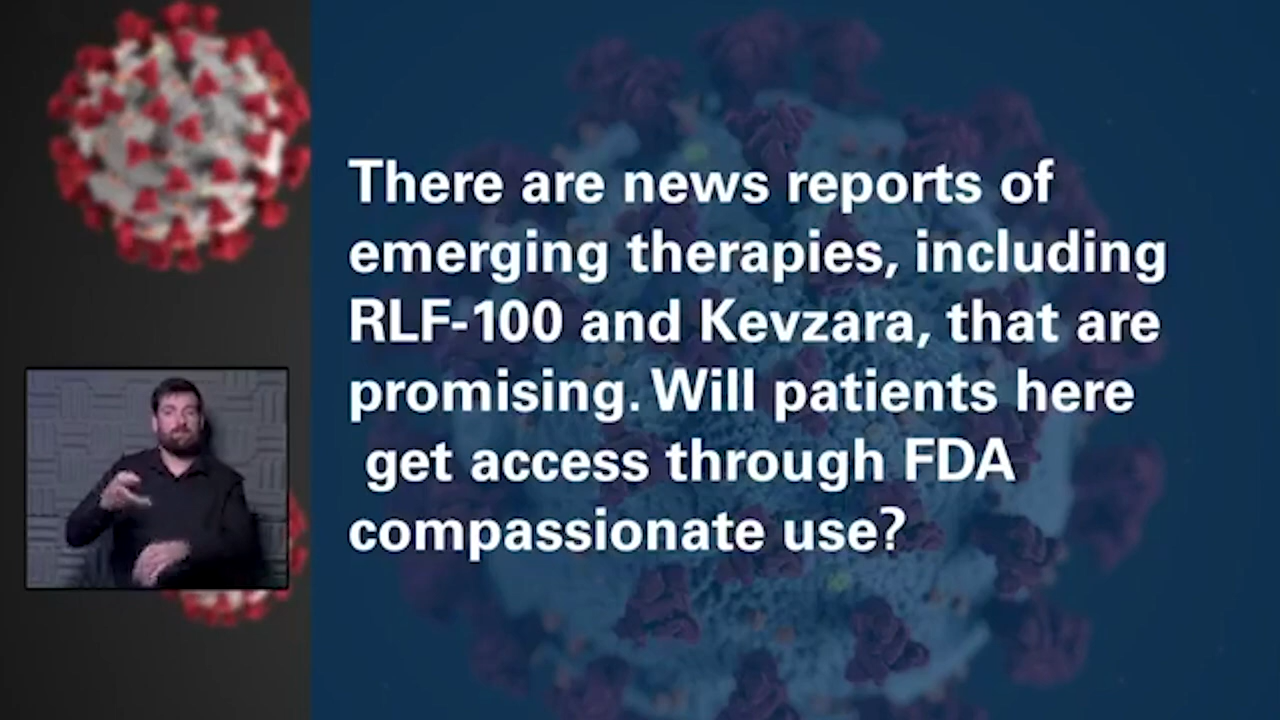 There are news reports of
emerging therapies, including
RLF-100 and Kevzara, that are
promising. Will patients here
get access through FDA
compassionate use?